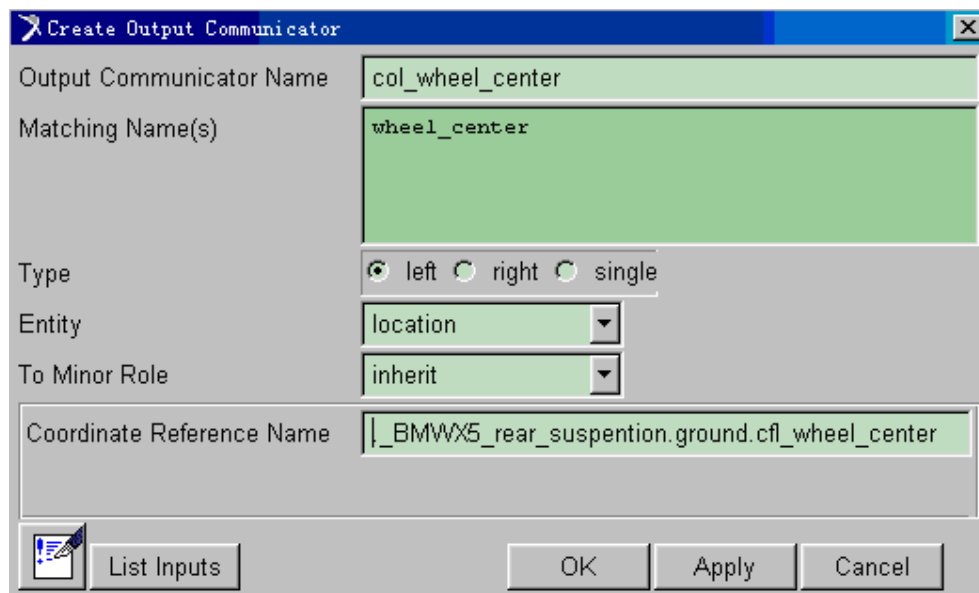 Create Output Communicator
Output Communicator Name col_wheel_center
Matching Name(s) wheel_center
Type left right single
Entity location
To Minor Role inherit
Coordinate Reference Name ._BMWX5_rear_suspention.ground.cfl_wheel_center
List Inputs OK Apply Cancel